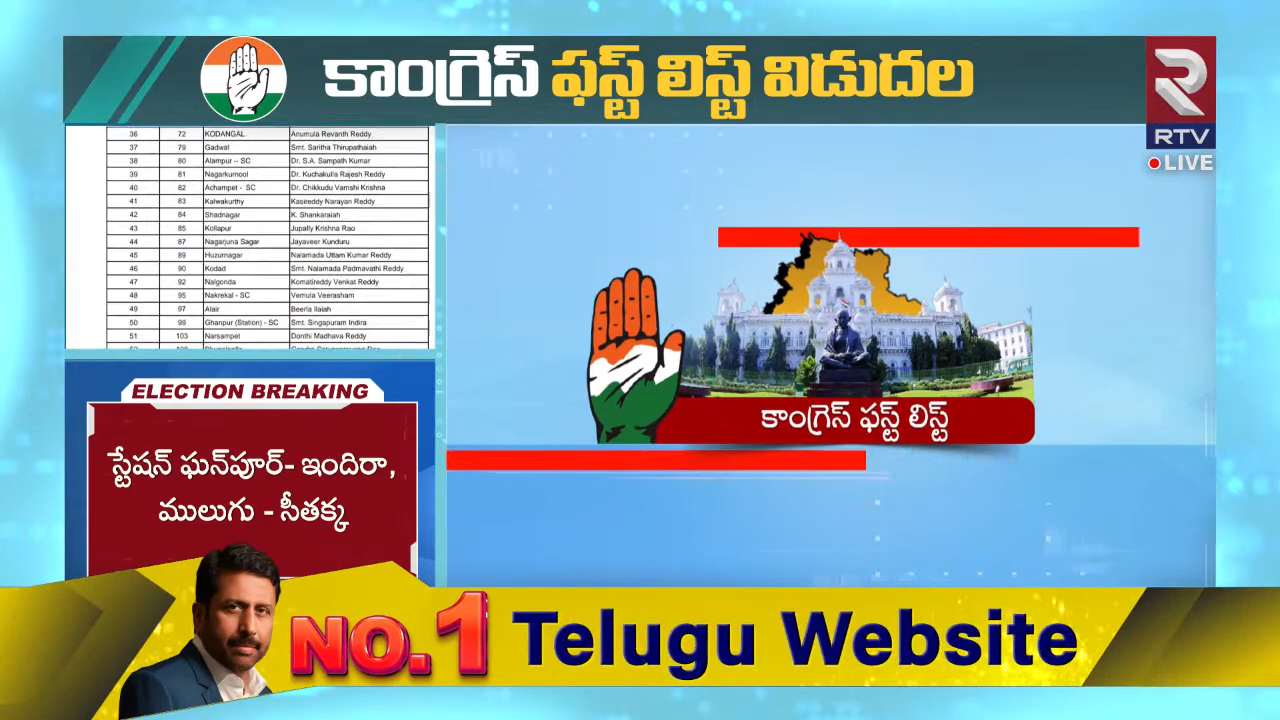 కాంగ్రెస్ ఫస్ట్ లిస్ట్ విడుదల
RTV
LIVE
36 72 KODANGAL Anumula Revanth Reddy
37 79 Gadwal Smt. Saritha Thirupathaiah
38 80 Alampur -- SC Dr. S.A. Sampath Kumar
39 81 Nagarkurnool Dr. Kuchakulla Rajesh Reddy
40 82 Achampet - SC Dr. Chikkudu Vamshi Krishna
41 83 Kalwakurthy Kasireddy Narayan Reddy
42 84 Shadnagar K. Shankaraiah
43 85 Kollapur Jupally Krishna Rao
44 87 Nagarjuna Sagar Jayaveer Kunduru
45 89 Huzurnagar Nalamada Uttam Kumar Reddy
46 90 Kodad Smt. Nalamada Padmavathi Reddy
47 92 Nalgonda Komatireddy Venkat Reddy
48 95 Nakrekal - SC Vemula Veerasham
49 97 Alair Beerla Ilaiah
50 99 Ghanpur (Station) - SC Smt. Singapuram Indira
51 103 Narsampet Donthi Madhava Reddy
కాంగ్రెస్ ఫస్ట్ లిస్ట్
ELECTION BREAKING
స్టేషన్ ఘన్‌పూర్- ఇందిరా,
ములుగు - సీతక్క
NO.1 Telugu Website